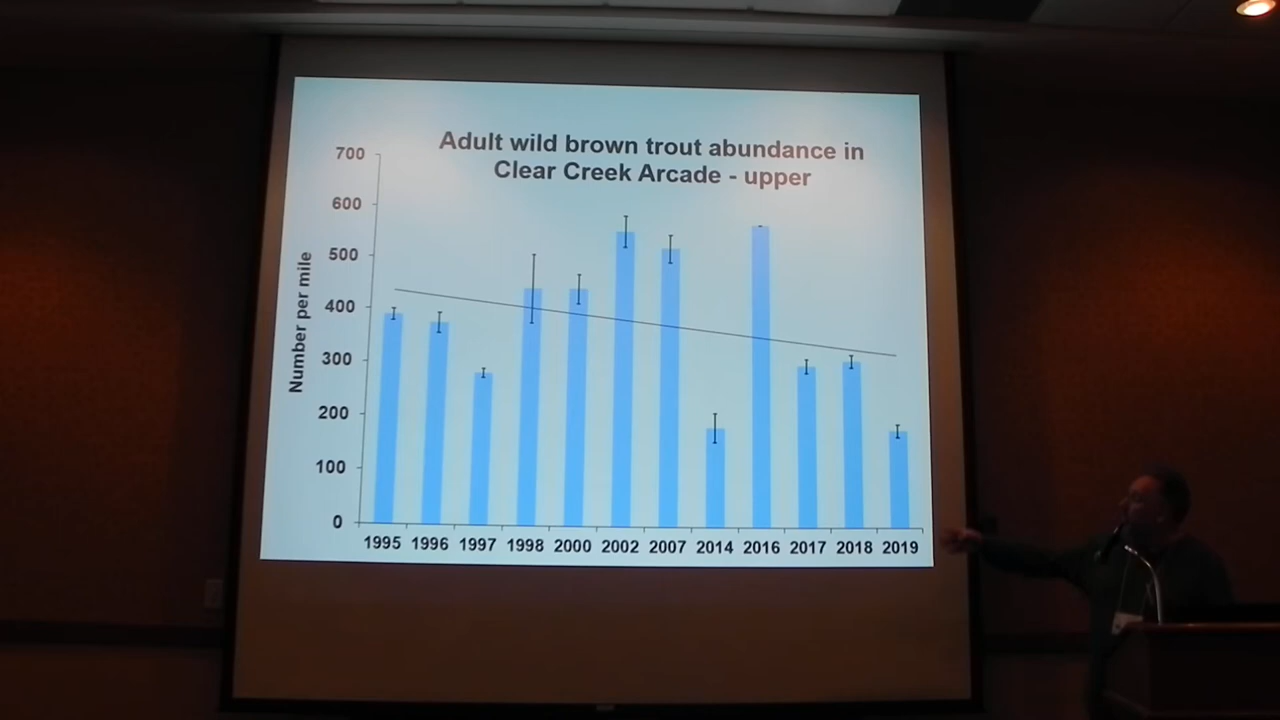 Adult wild brown trout abundance in
Clear Creek Arcade - upper
700
600
500
400
300
200
100
0
Number per mile
1995 1996 1997 1998 2000 2002 2007 2014 2016 2017 2018 2019